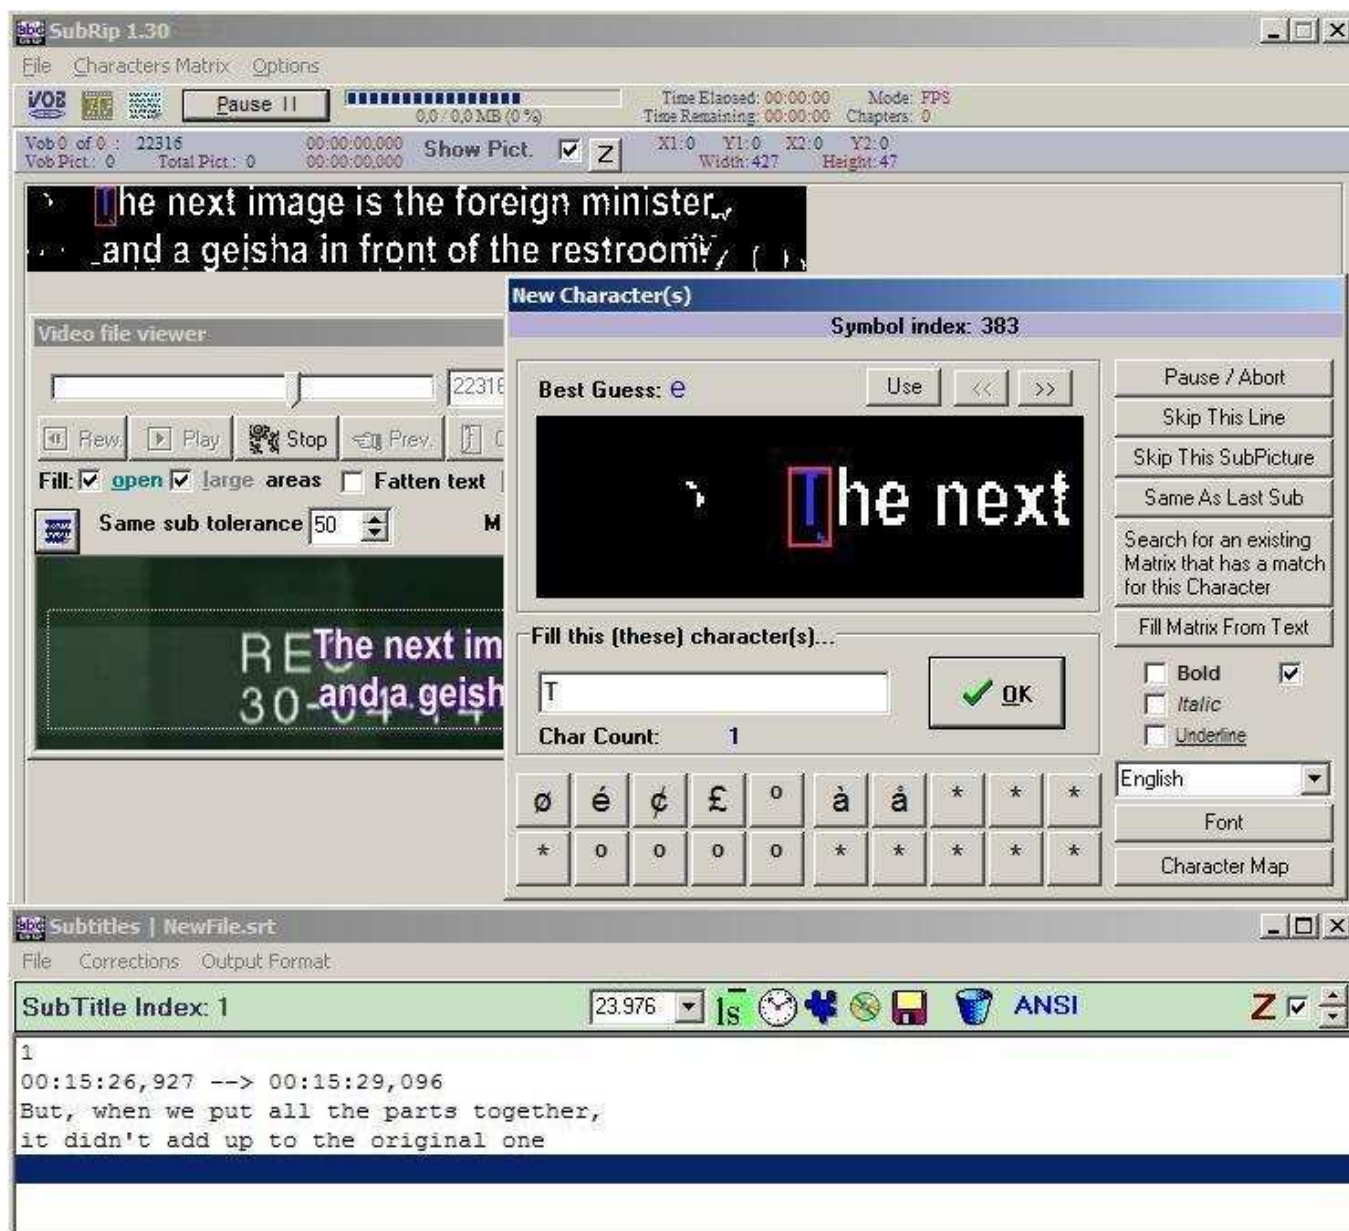 SubRip 1.30
File Characters Matrix Options
VOB Pause II 0,0 / 0,0 MB (0 %) Time Elapsed: 00:00:00 Mode: FPS
Time Remaining: 00:00:00 Chapters: 0
Vob 0 of 0 : 22316 00:00:00,000 Show Pict. Z X1:0 Y1:0 X2:0 Y2:0
Vob Pict.: 0 Total Pict.: 0 00:00:00,000 Width:427 Height:47
The next image is the foreign minister
and a geisha in front of the restroom
New Character(s)
Symbol index: 383
Video file viewer
22316
Rew. Play Stop Prev.
Fill: open large areas Fatten text
Same sub tolerance 50 M
REC
30-
The next im
and a geish
Best Guess: e Use << >>
The next
Fill this (these) character(s)...
T
OK
Char Count: 1
ø é ¢ £ º à å * * *
* º º º º * * * * *
Pause / Abort
Skip This Line
Skip This SubPicture
Same As Last Sub
Search for an existing
Matrix that has a match
for this Character
Fill Matrix From Text
Bold
Italic
Underline
English
Font
Character Map
Subtitles | NewFile.srt
File Corrections Output Format
SubTitle Index: 1 23.976 ls ANSI Z
1
00:15:26,927 --> 00:15:29,096
But, when we put all the parts together,
it didn't add up to the original one